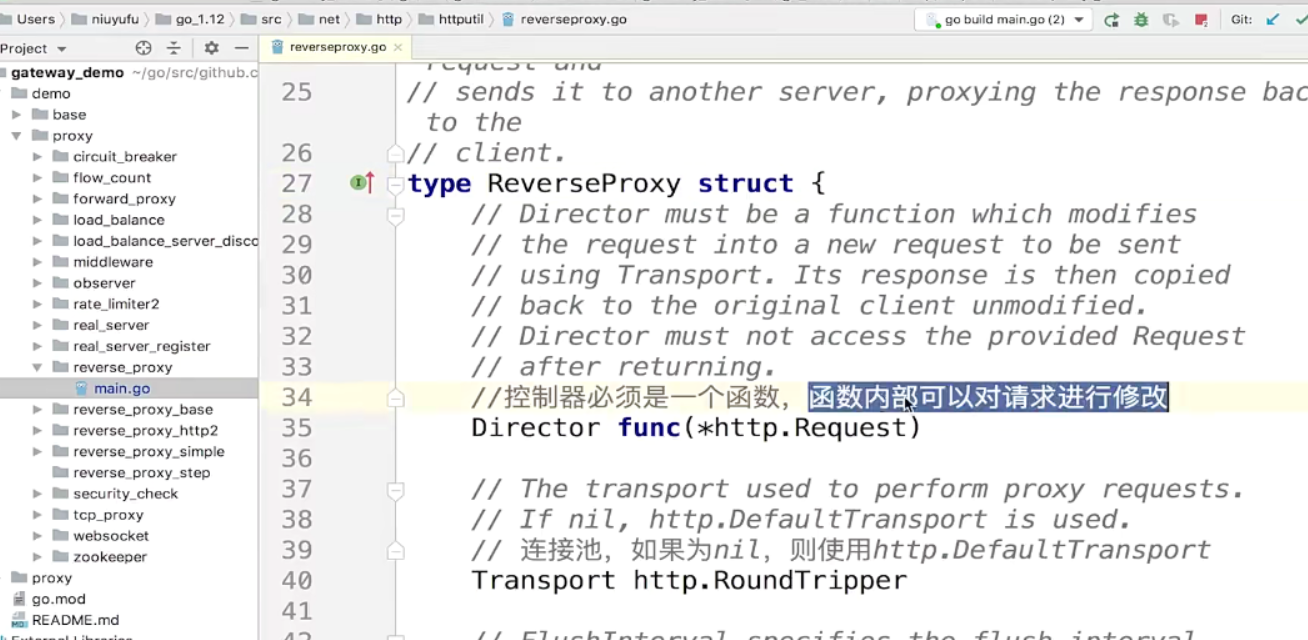 Users niuyufu go_1.12 src net http httputil reverseproxy.go go build main.go (2) Git:
Project reverseproxy.go
gateway_demo ~/go/src/github.c
demo
base
proxy
circuit_breaker
flow_count
forward_proxy
load_balance
load_balance_server_disco
middleware
observer
rate_limiter2
real_server
real_server_register
reverse_proxy
main.go
reverse_proxy_base
reverse_proxy_http2
reverse_proxy_simple
reverse_proxy_step
security_check
tcp_proxy
websocket
zookeeper
proxy
go.mod
README.md
External Libraries
request and
25 // sends it to another server, proxying the response bac
to the
26 // client.
27 type ReverseProxy struct {
28 // Director must be a function which modifies
29 // the request into a new request to be sent
30 // using Transport. Its response is then copied
31 // back to the original client unmodified.
32 // Director must not access the provided Request
33 // after returning.
34 //控制器必须是一个函数，函数内部可以对请求进行修改
35 Director func(*http.Request)
36
37 // The transport used to perform proxy requests.
38 // If nil, http.DefaultTransport is used.
39 // 连接池，如果为nil，则使用http.DefaultTransport
40 Transport http.RoundTripper
41
42 // FlushInterval specifies the flush interval